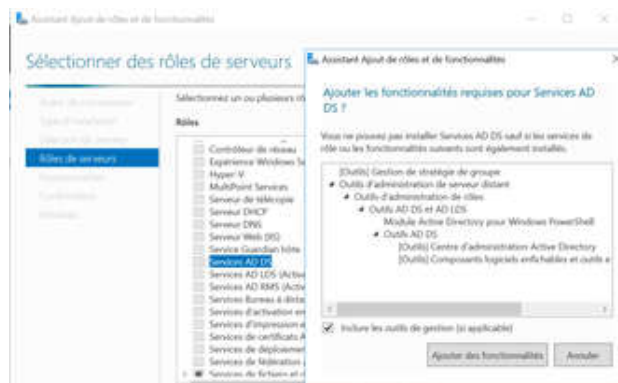 Assistant Ajout de rôles et de fonctionnalités
Sélectionner des rôles de serveurs
Rôles de serveurs
Sélectionnez un ou plusieurs
Rôles
Contrôleur de réseau
Expérience Windows Se
Hyper-V
MultiPoint Services
Serveur de télécopie
Serveur DHCP
Serveur DNS
Serveur Web (IIS)
Service Guardian hôte
Services AD DS
Services AD LDS (Active
Services AD RMS (Activ
Services Bureau à dista
Services d'activation en
Services d'impression e
Services de certificats A
Services de déploiement
Services de fédération
Services de fichiers et
Assistant Ajout de rôles et de fonctionnalités
Ajouter les fonctionnalités requises pour Services AD
DS ?
Vous ne pouvez pas installer Services AD DS sauf si les services de
rôle ou les fonctionnalités suivants sont également installés.
[Outils] Gestion de stratégie de groupe
Outils d'administration de serveur distant
Outils d'administration de rôles
Outils AD DS et AD LDS
Module Active Directory pour Windows PowerShell
Outils AD DS
[Outils] Centre d'administration Active Directory
[Outils] Composants logiciels enfichables et outils e
Inclure les outils de gestion (si applicable)
Ajouter des fonctionnalités
Annuler